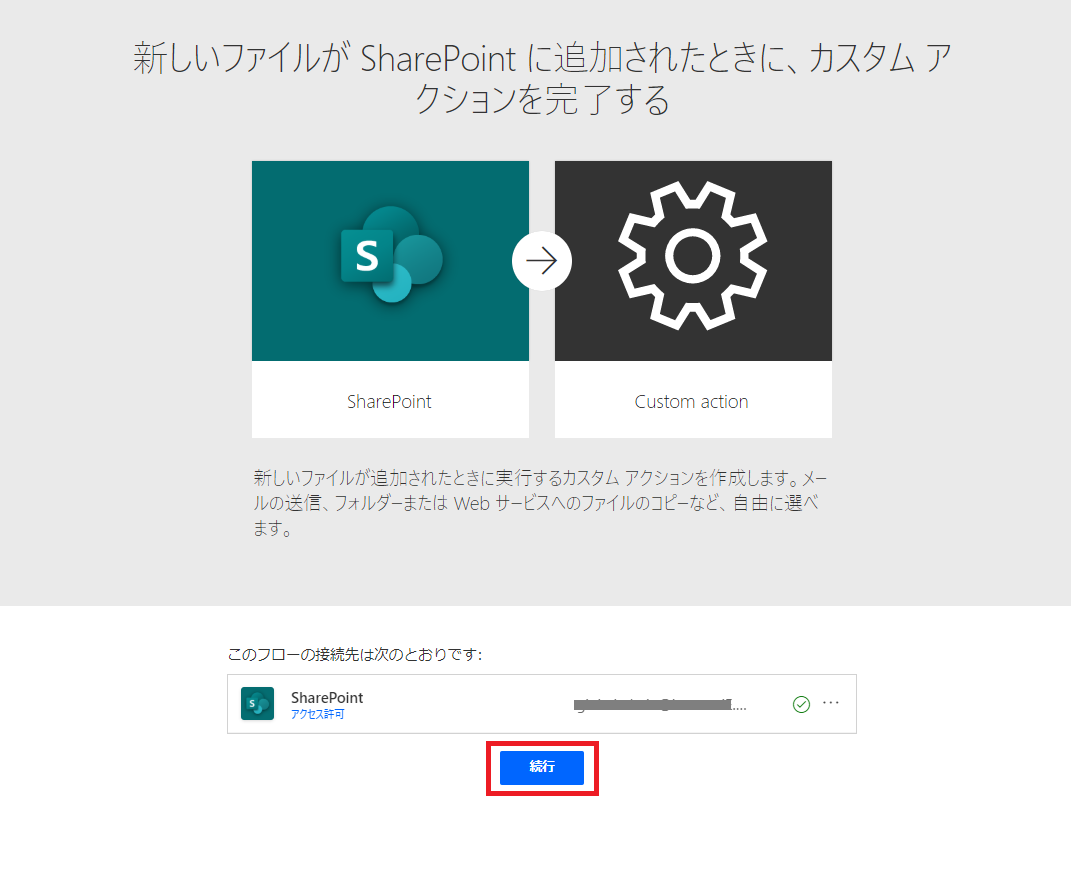 新しいファイルが SharePoint に追加されたときに、カスタム ア
クションを完了する
S
SharePoint
Custom action
新しいファイルが追加されたときに実行するカスタム アクションを作成します。メー
ルの送信、フォルダーまたは Web サービスへのファイルのコピーなど、自由に選べ
ます。
このフローの接続先は次のとおりです:
S
SharePoint
アクセス許可
続行